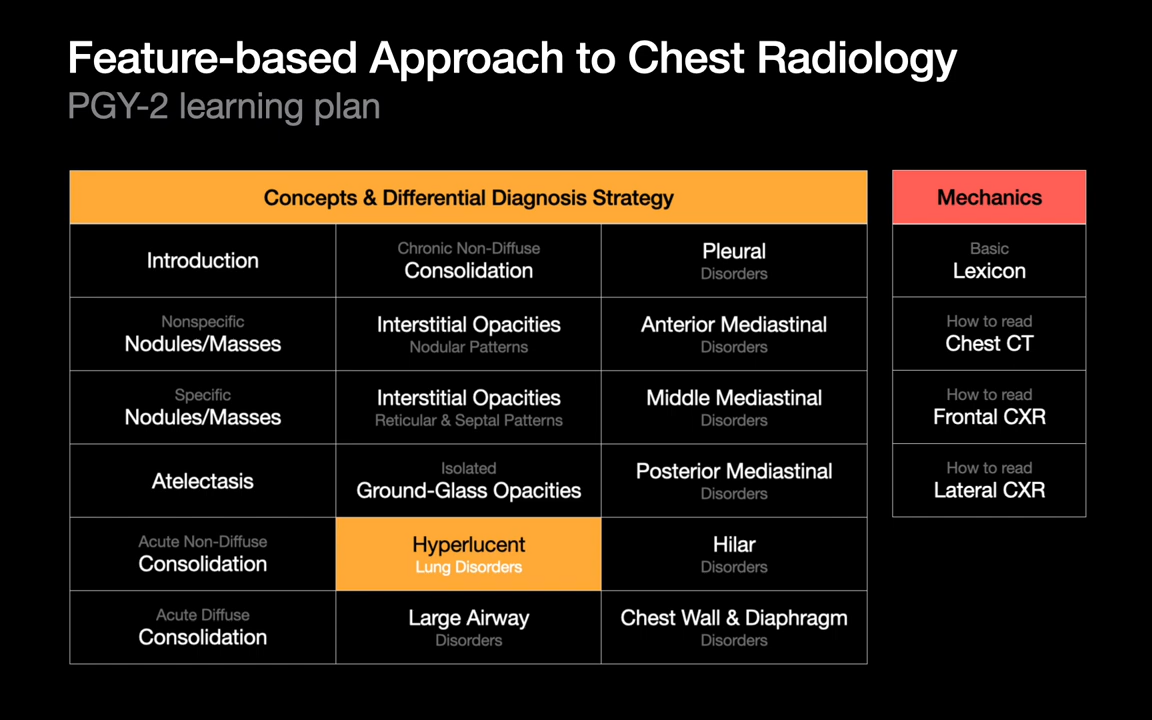 Feature-based Approach to Chest Radiology
PGY-2 learning plan
Concepts & Differential Diagnosis Strategy
Mechanics
Introduction
Chronic Non-Diffuse
Consolidation
Pleural
Disorders
Basic
Lexicon
Nonspecific
Nodules/Masses
Interstitial Opacities
Nodular Patterns
Anterior Mediastinal
Disorders
How to read
Chest CT
Specific
Nodules/Masses
Interstitial Opacities
Reticular & Septal Patterns
Middle Mediastinal
Disorders
How to read
Frontal CXR
Atelectasis
Isolated
Ground-Glass Opacities
Posterior Mediastinal
Disorders
How to read
Lateral CXR
Acute Non-Diffuse
Consolidation
Hyperlucent
Lung Disorders
Hilar
Disorders
Acute Diffuse
Consolidation
Large Airway
Disorders
Chest Wall & Diaphragm
Disorders